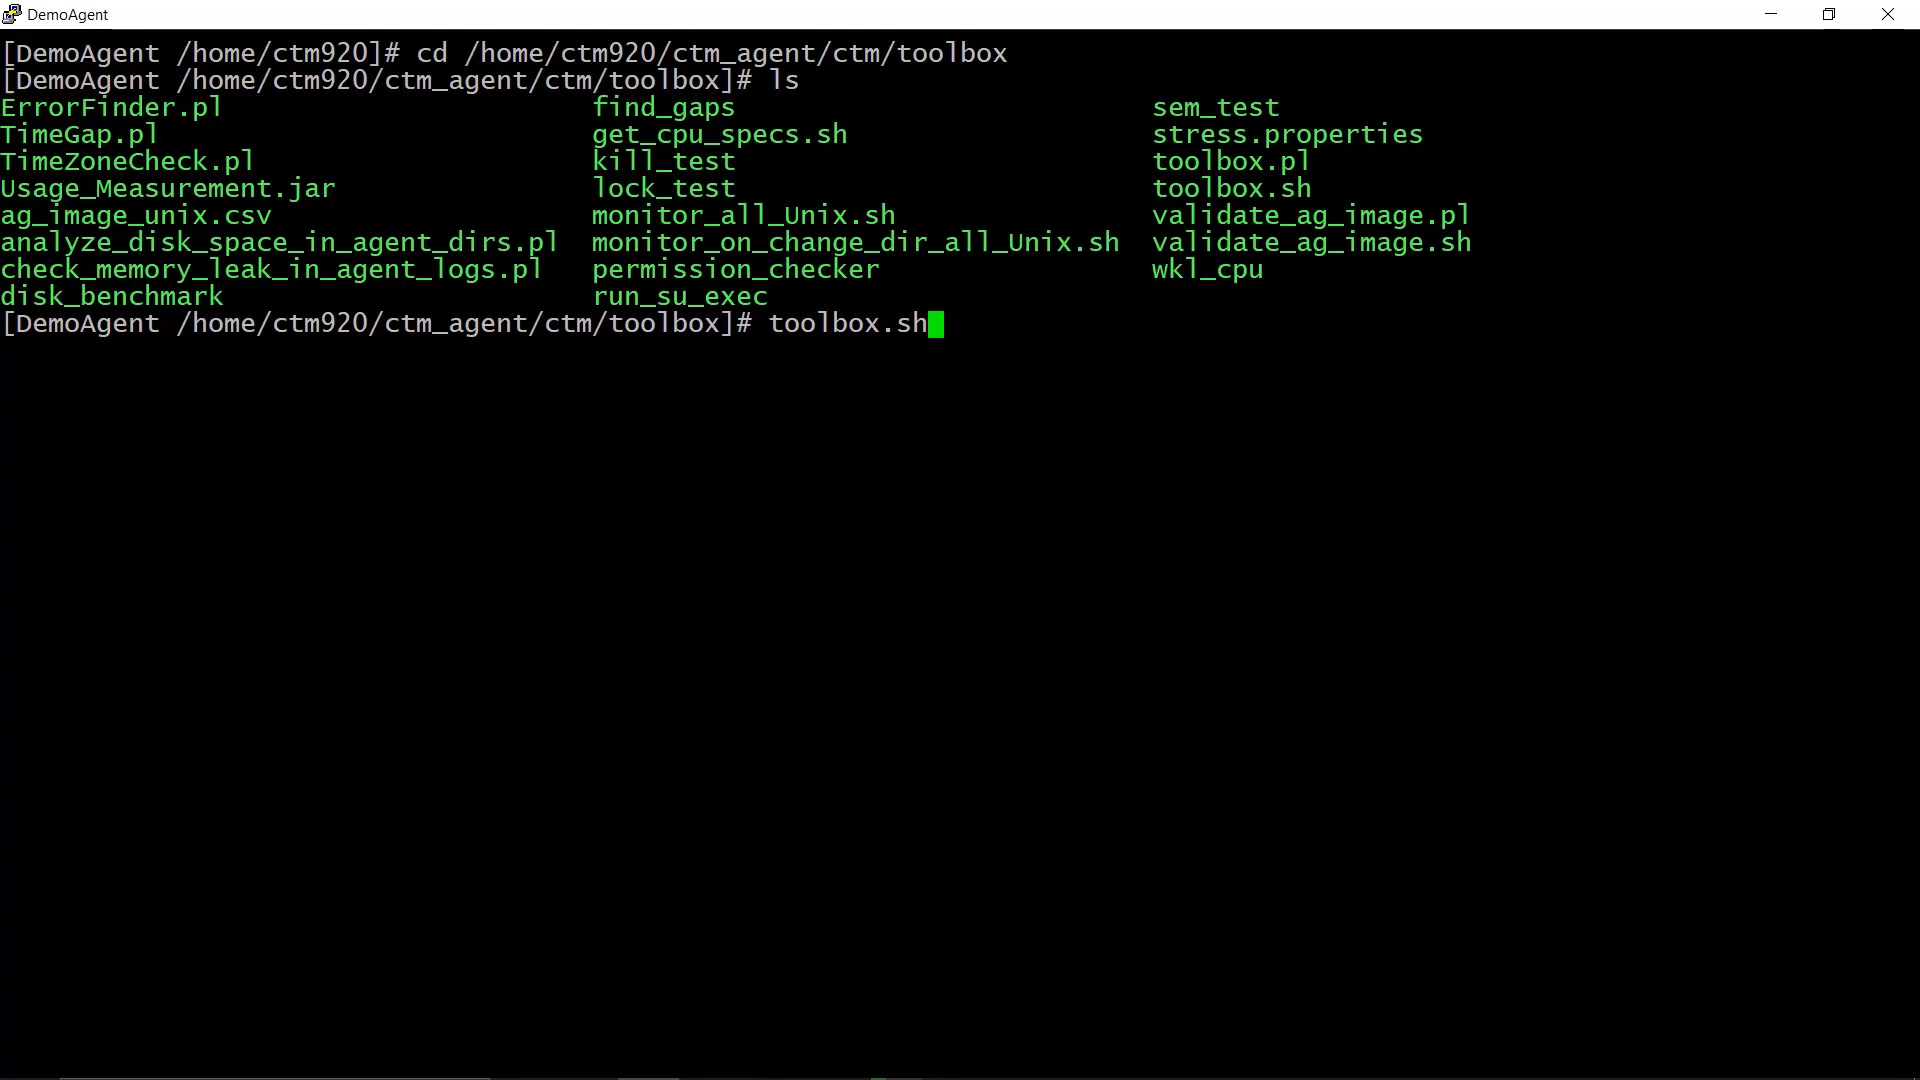 DemoAgent
[DemoAgent /home/ctm920]# cd /home/ctm920/ctm_agent/ctm/toolbox
[DemoAgent /home/ctm920/ctm_agent/ctm/toolbox]# ls
ErrorFinder.pl find_gaps sem_test
TimeGap.pl get_cpu_specs.sh stress.properties
TimeZoneCheck.pl kill_test toolbox.pl
Usage_Measurement.jar lock_test toolbox.sh
ag_image_unix.csv monitor_all_Unix.sh validate_ag_image.pl
analyze_disk_space_in_agent_dirs.pl monitor_on_change_dir_all_Unix.sh validate_ag_image.sh
check_memory_leak_in_agent_logs.pl permission_checker wkl_cpu
disk_benchmark run_su_exec
[DemoAgent /home/ctm920/ctm_agent/ctm/toolbox]# toolbox.sh